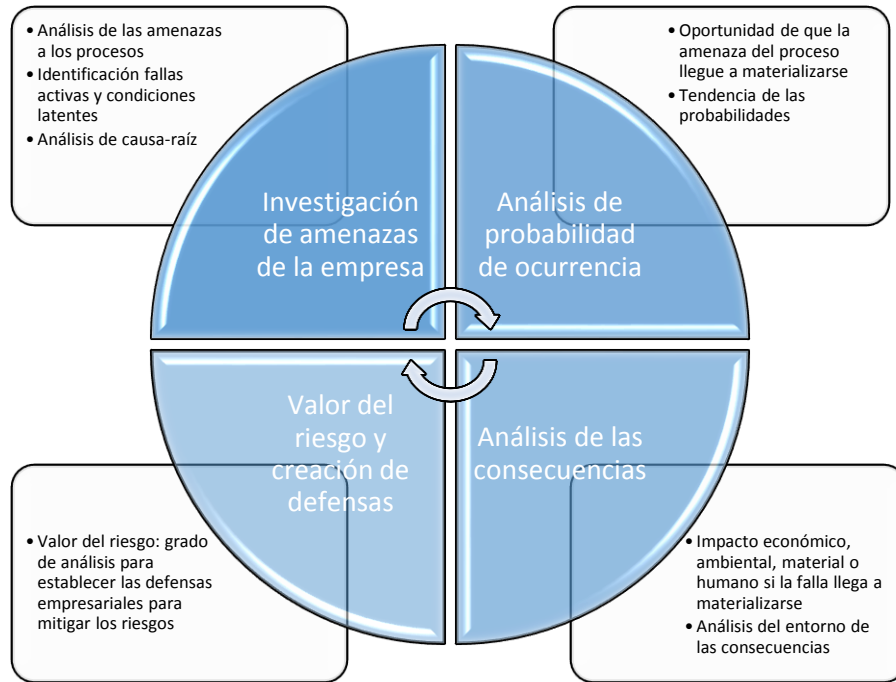 • Análisis de las amenazas
a los procesos
• Identificación fallas
activas y condiciones
latentes
• Análisis de causa-raíz
• Oportunidad de que la
amenaza del proceso
llegue a materializarse
• Tendencia de las
probabilidades
Investigación
de amenazas
de la empresa
Análisis de
probabilidad
de ocurrencia
Valor del
riesgo y
creación de
defensas
Análisis de las
consecuencias
• Valor del riesgo: grado
de análisis para
establecer las defensas
empresariales para
mitigar los riesgos
• Impacto económico,
ambiental, material o
humano si la falla llega a
materializarse
• Análisis del entorno de
las consecuencias